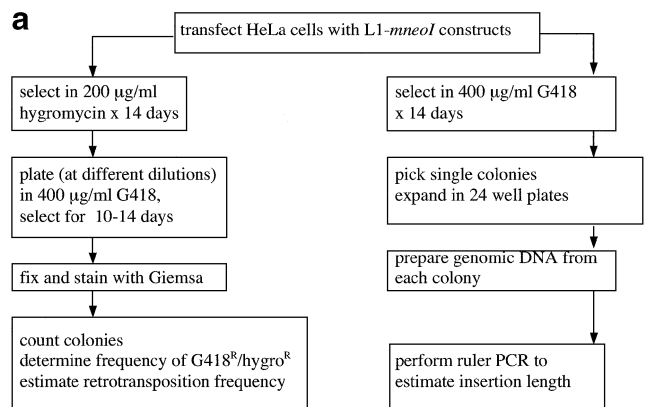 a
transfect HeLa cells with L1-mneoI constructs
select in 200 μg/ml
hygromycin x 14 days
plate (at different dilutions)
in 400 μg/ml G418,
select for 10-14 days
fix and stain with Giemsa
count colonies
determine frequency of G418ᴿ/hygroᴿ
estimate retrotransposition frequency
select in 400 μg/ml G418
x 14 days
pick single colonies
expand in 24 well plates
prepare genomic DNA from
each colony
perform ruler PCR to
estimate insertion length